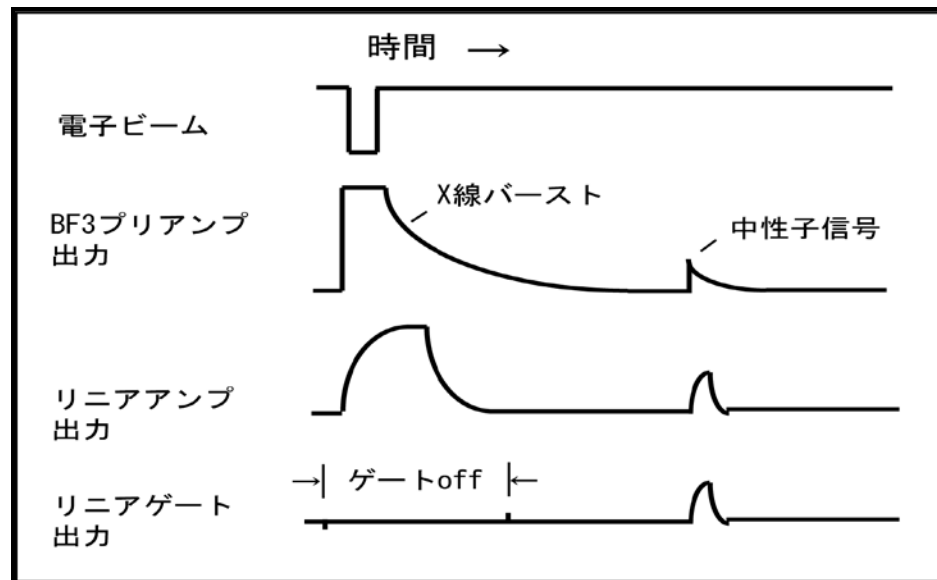 時間 →
電子ビーム
BF3プリアンプ
出力
X線バースト
中性子信号
リニアアンプ
出力
リニアゲート
出力
→| ゲートoff |←